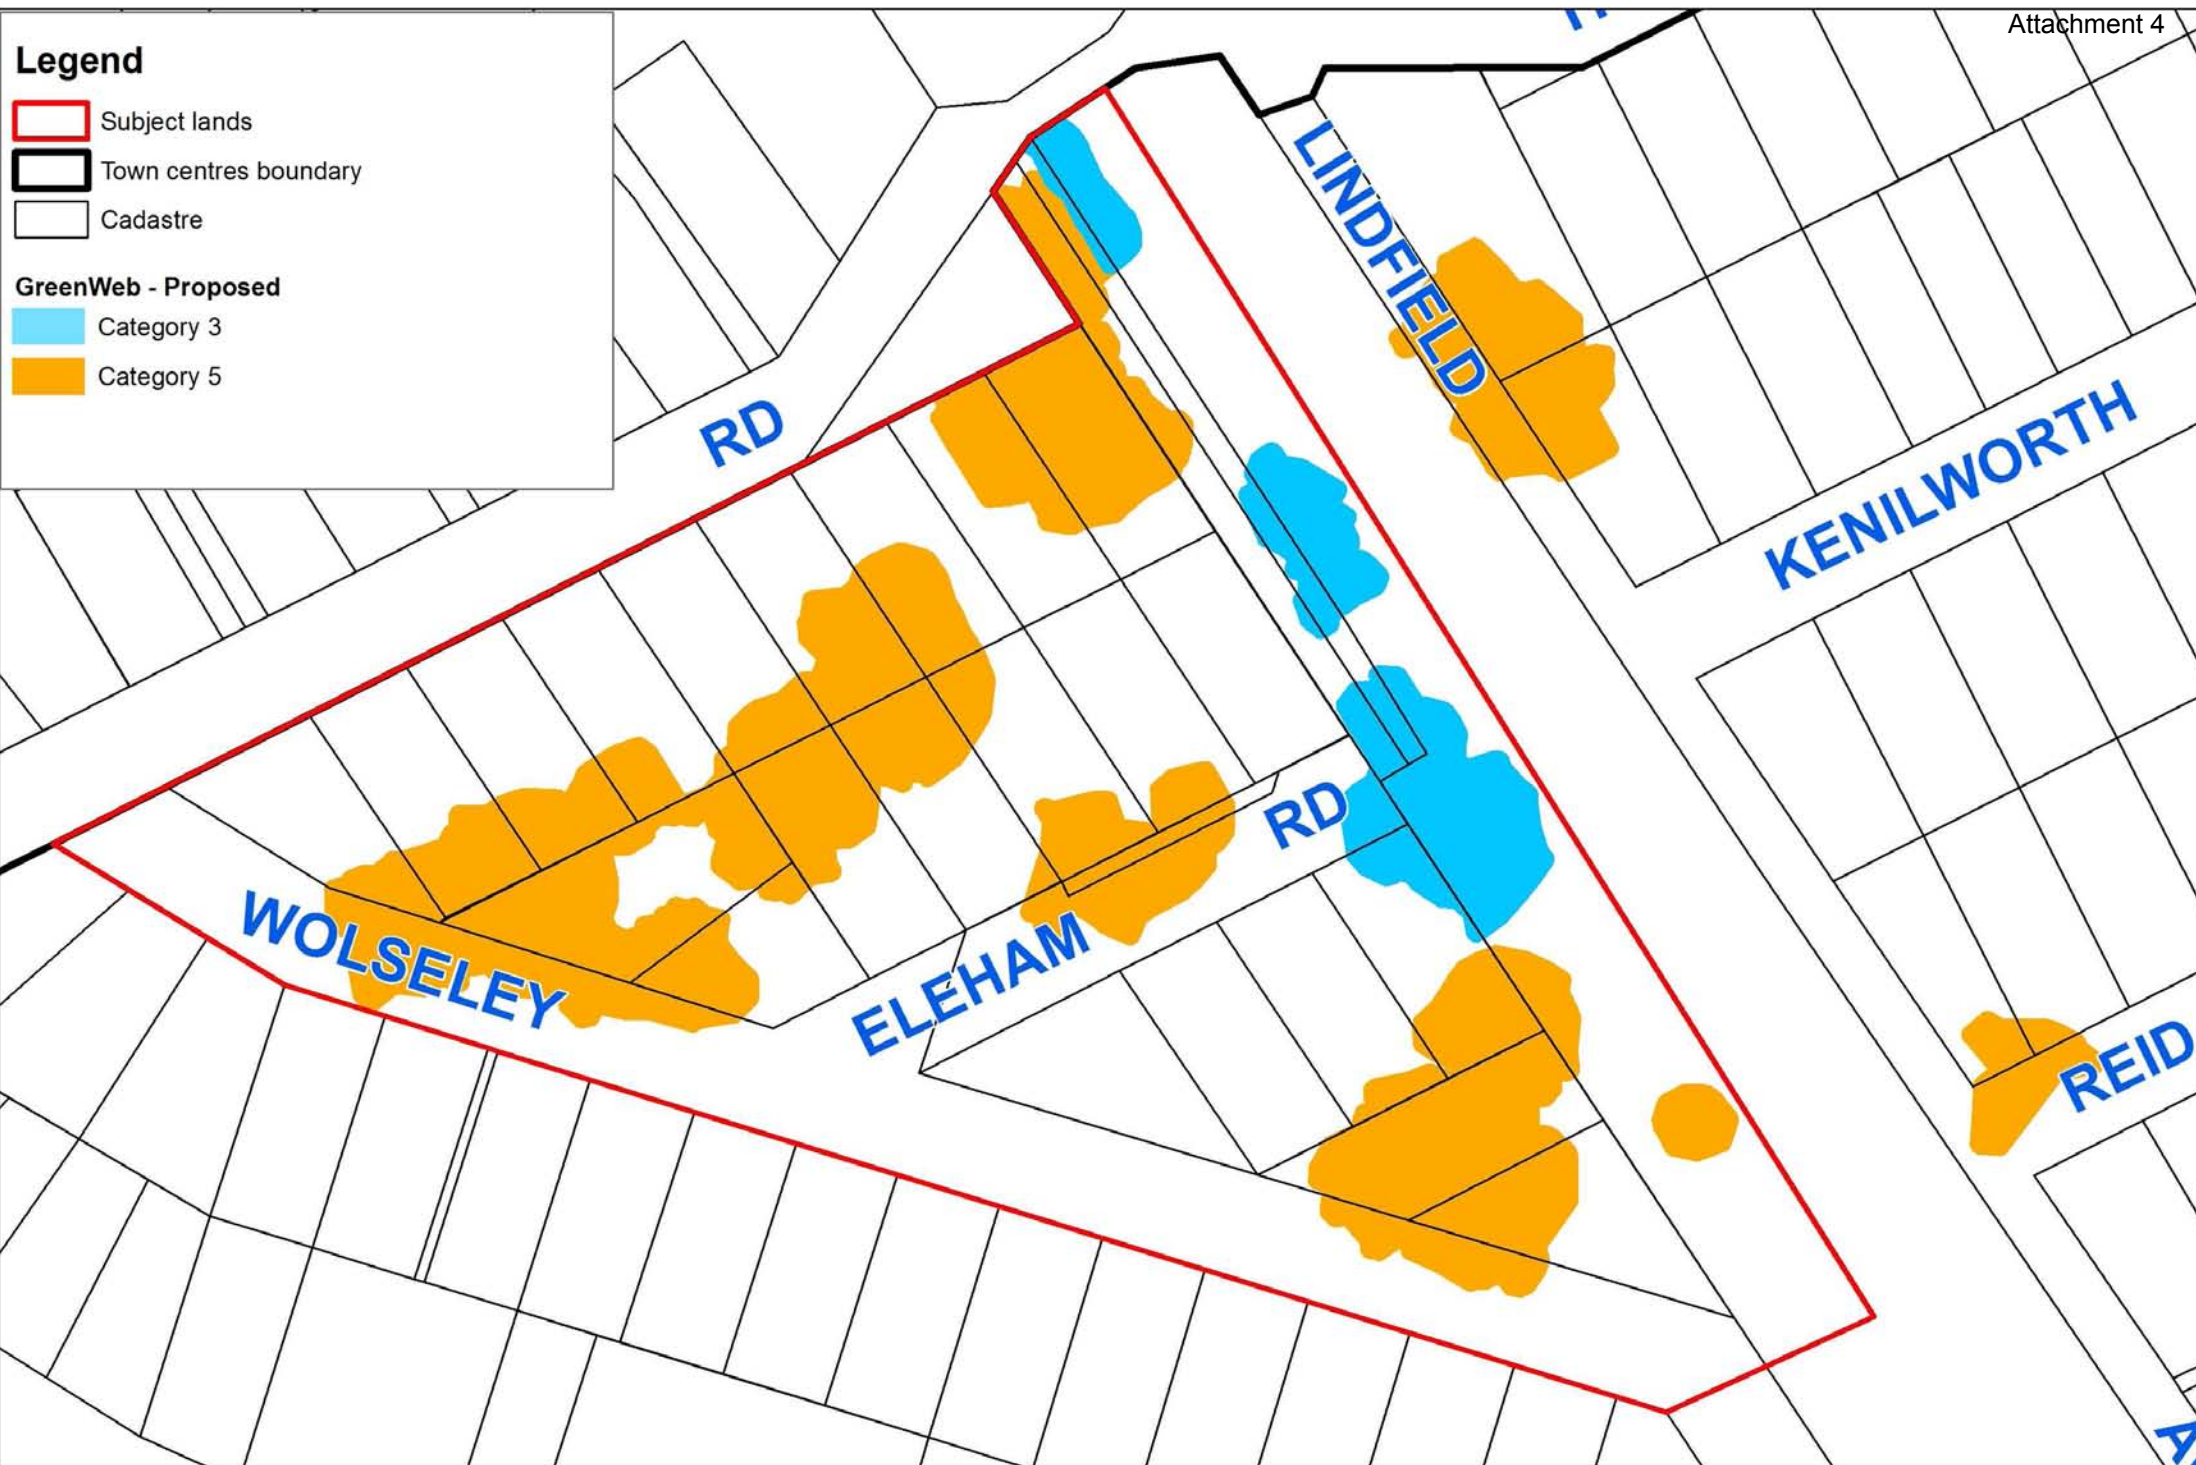 Attachment 4
Legend
Subject lands
Town centres boundary
Cadastre
GreenWeb - Proposed
Category 3
Category 5
LINDFIELD
RD
KENILWORTH
RD
WOLSELEY
ELEHAM
REID